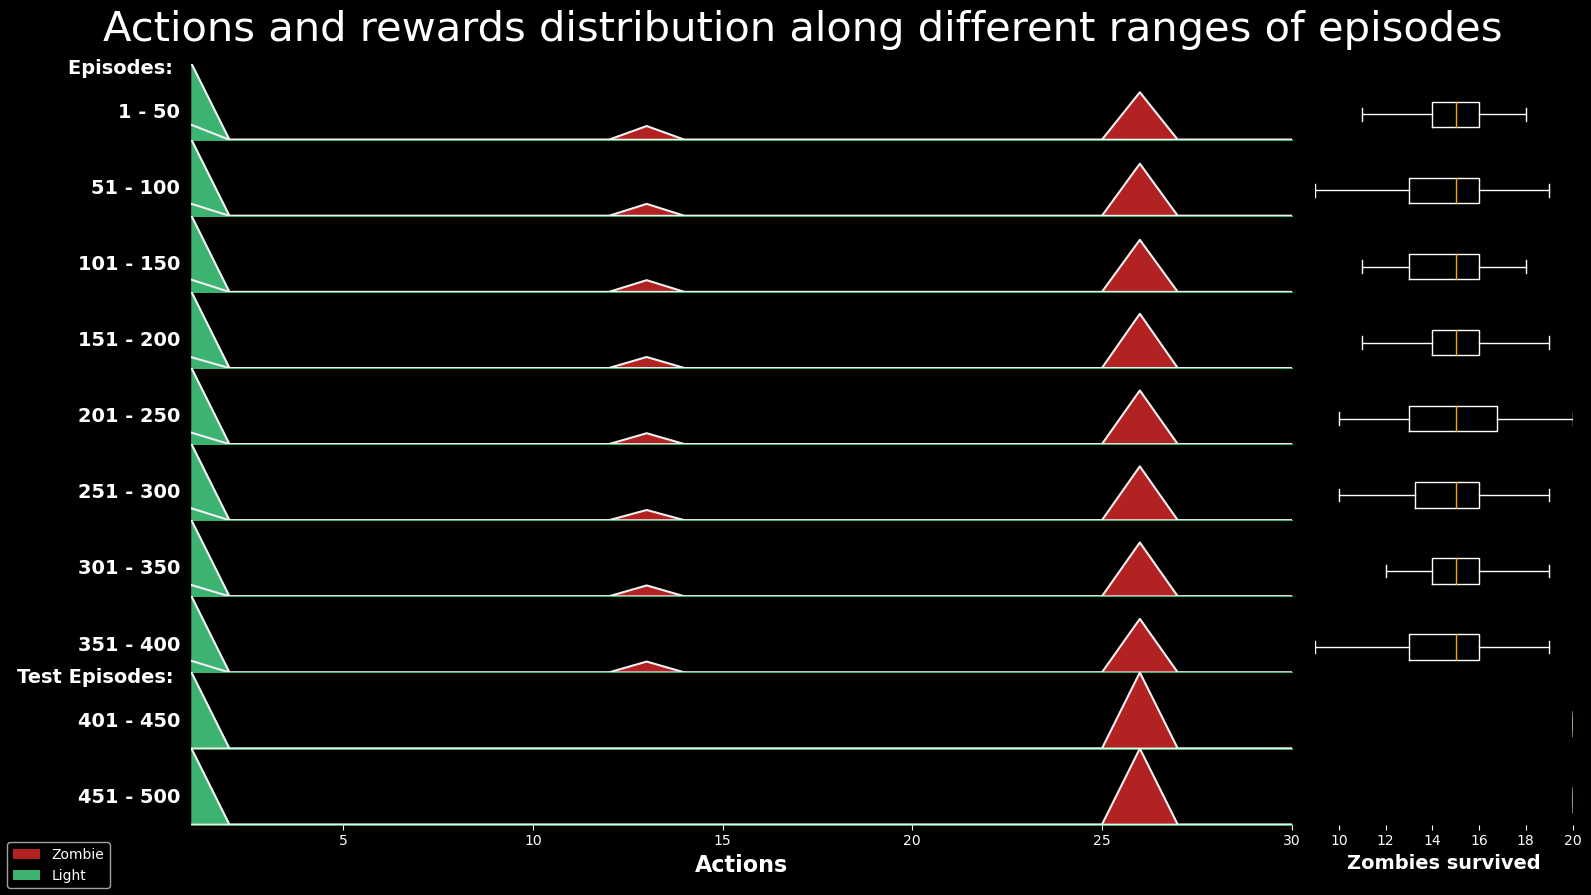 Actions and rewards distribution along different ranges of episodes
Episodes:
1 - 50
51 - 100
101 - 150
151 - 200
201 - 250
251 - 300
301 - 350
351 - 400
Test Episodes:
401 - 450
451 - 500
5 10 15 20 25 30
10 12 14 16 18 20
Actions
Zombies survived
Zombie
Light